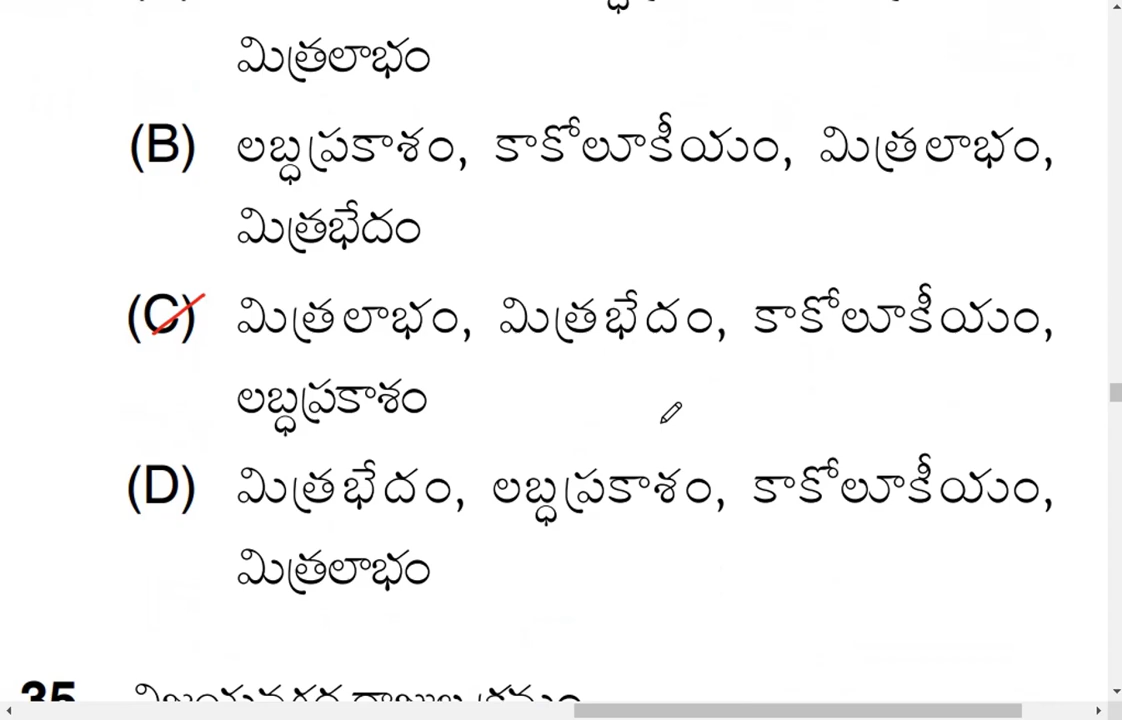 మిత్రలాభం
(B) లబ్ధప్రకాశం, కాకోలూకీయం, మిత్రలాభం,
మిత్రభేదం
(C) మిత్రలాభం, మిత్రభేదం, కాకోలూకీయం,
లబ్ధప్రకాశం
(D) మిత్రభేదం, లబ్ధప్రకాశం, కాకోలూకీయం,
మిత్రలాభం
35